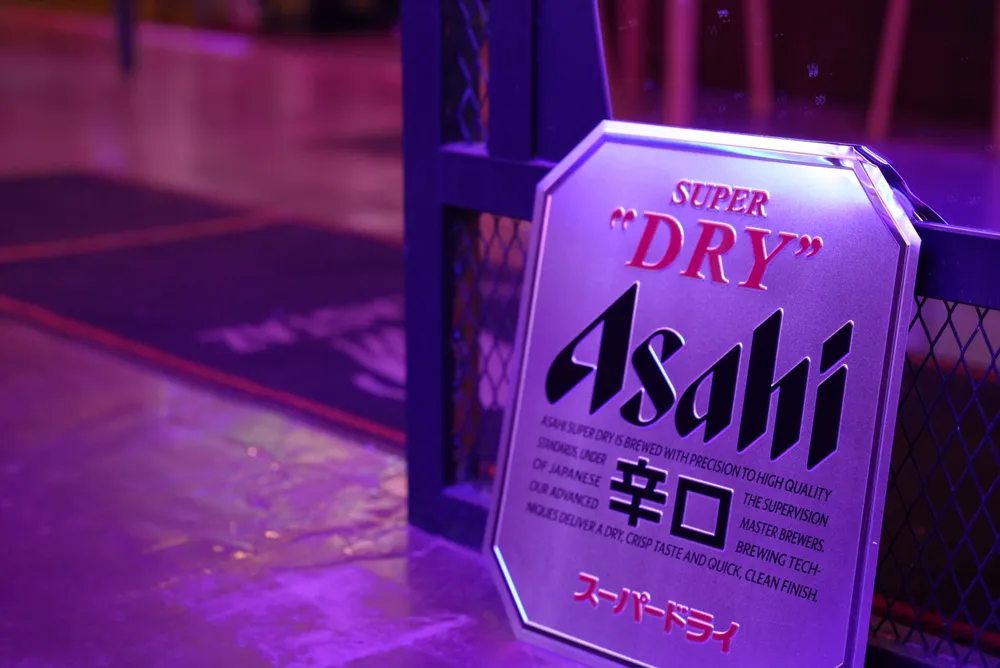 SUPER
“DRY”
Asahi
ASAHI SUPER DRY IS BREWED WITH PRECISION TO HIGH QUALITY
STANDARDS, UNDER THE SUPERVISION
OF JAPANESE MASTER BREWERS.
OUR ADVANCED BREWING TECH-
NIQUES DELIVER A DRY, CRISP TASTE AND QUICK, CLEAN FINISH.
辛口
スーパードライ